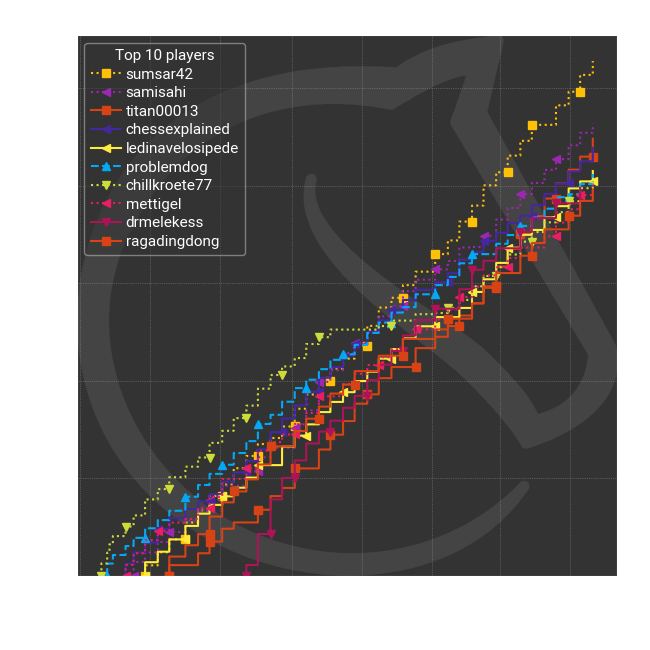 Top 10 players
sumsar42
samisahi
titan00013
chessexplained
ledinavelosipede
problemdog
chillkroete77
mettigel
drmelekess
ragadingdong